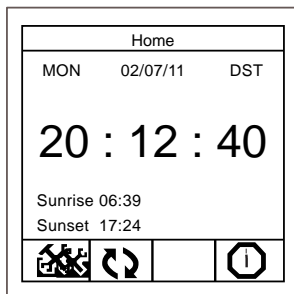 Home
MON 02/07/11 DST
20 : 12 : 40
Sunrise 06:39
Sunset 17:24
i